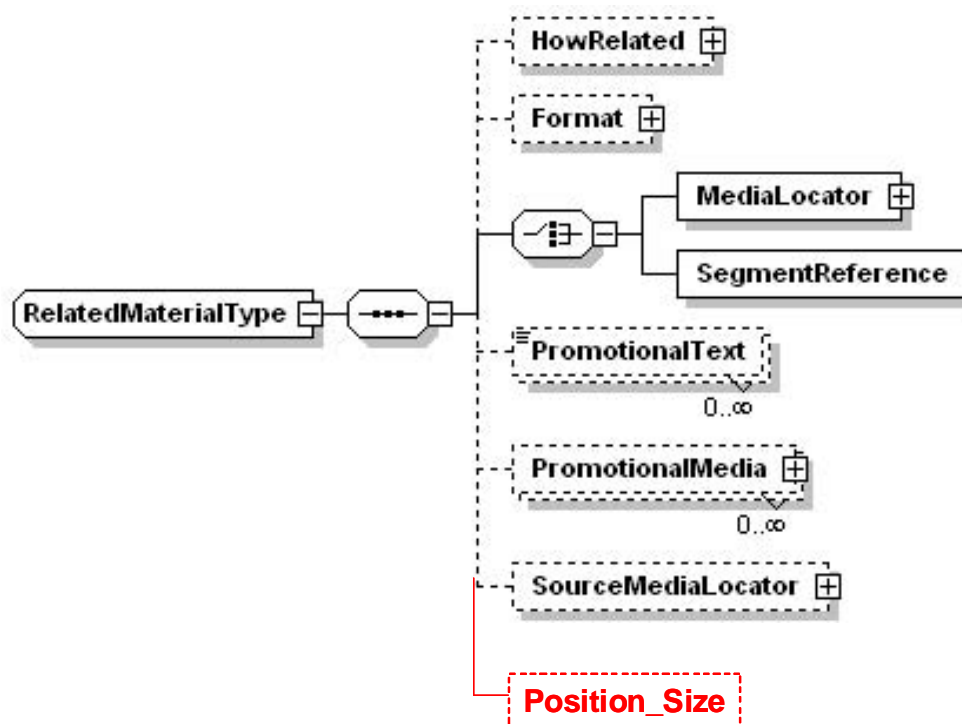 HowRelated
Format
MediaLocator
SegmentReference
RelatedMaterialType
PromotionalText
0..∞
PromotionalMedia
0..∞
SourceMediaLocator
Position_Size